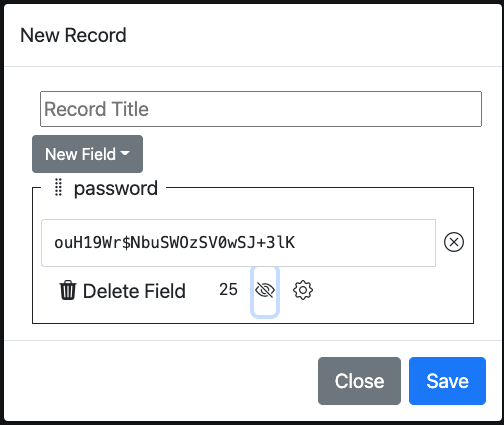 New Record
Record Title
New Field
password
ouH19Wr$NbuSWOzSV0wSJ+3lK
Delete Field 25
Close Save